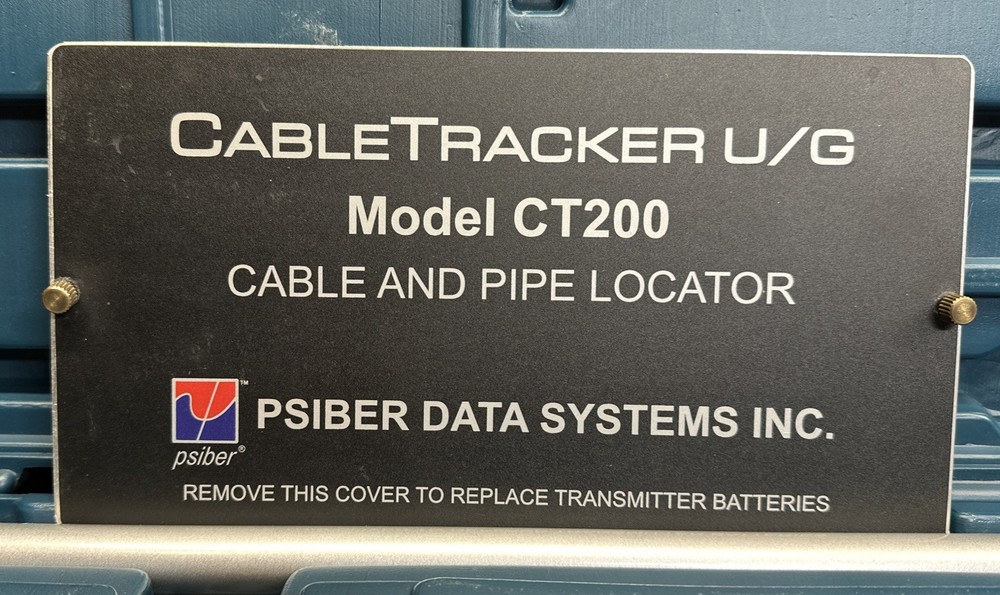 CABLETRACKER U/G
Model CT200
CABLE AND PIPE LOCATOR
™
PSIBER DATA SYSTEMS INC.
psiber®
REMOVE THIS COVER TO REPLACE TRANSMITTER BATTERIES